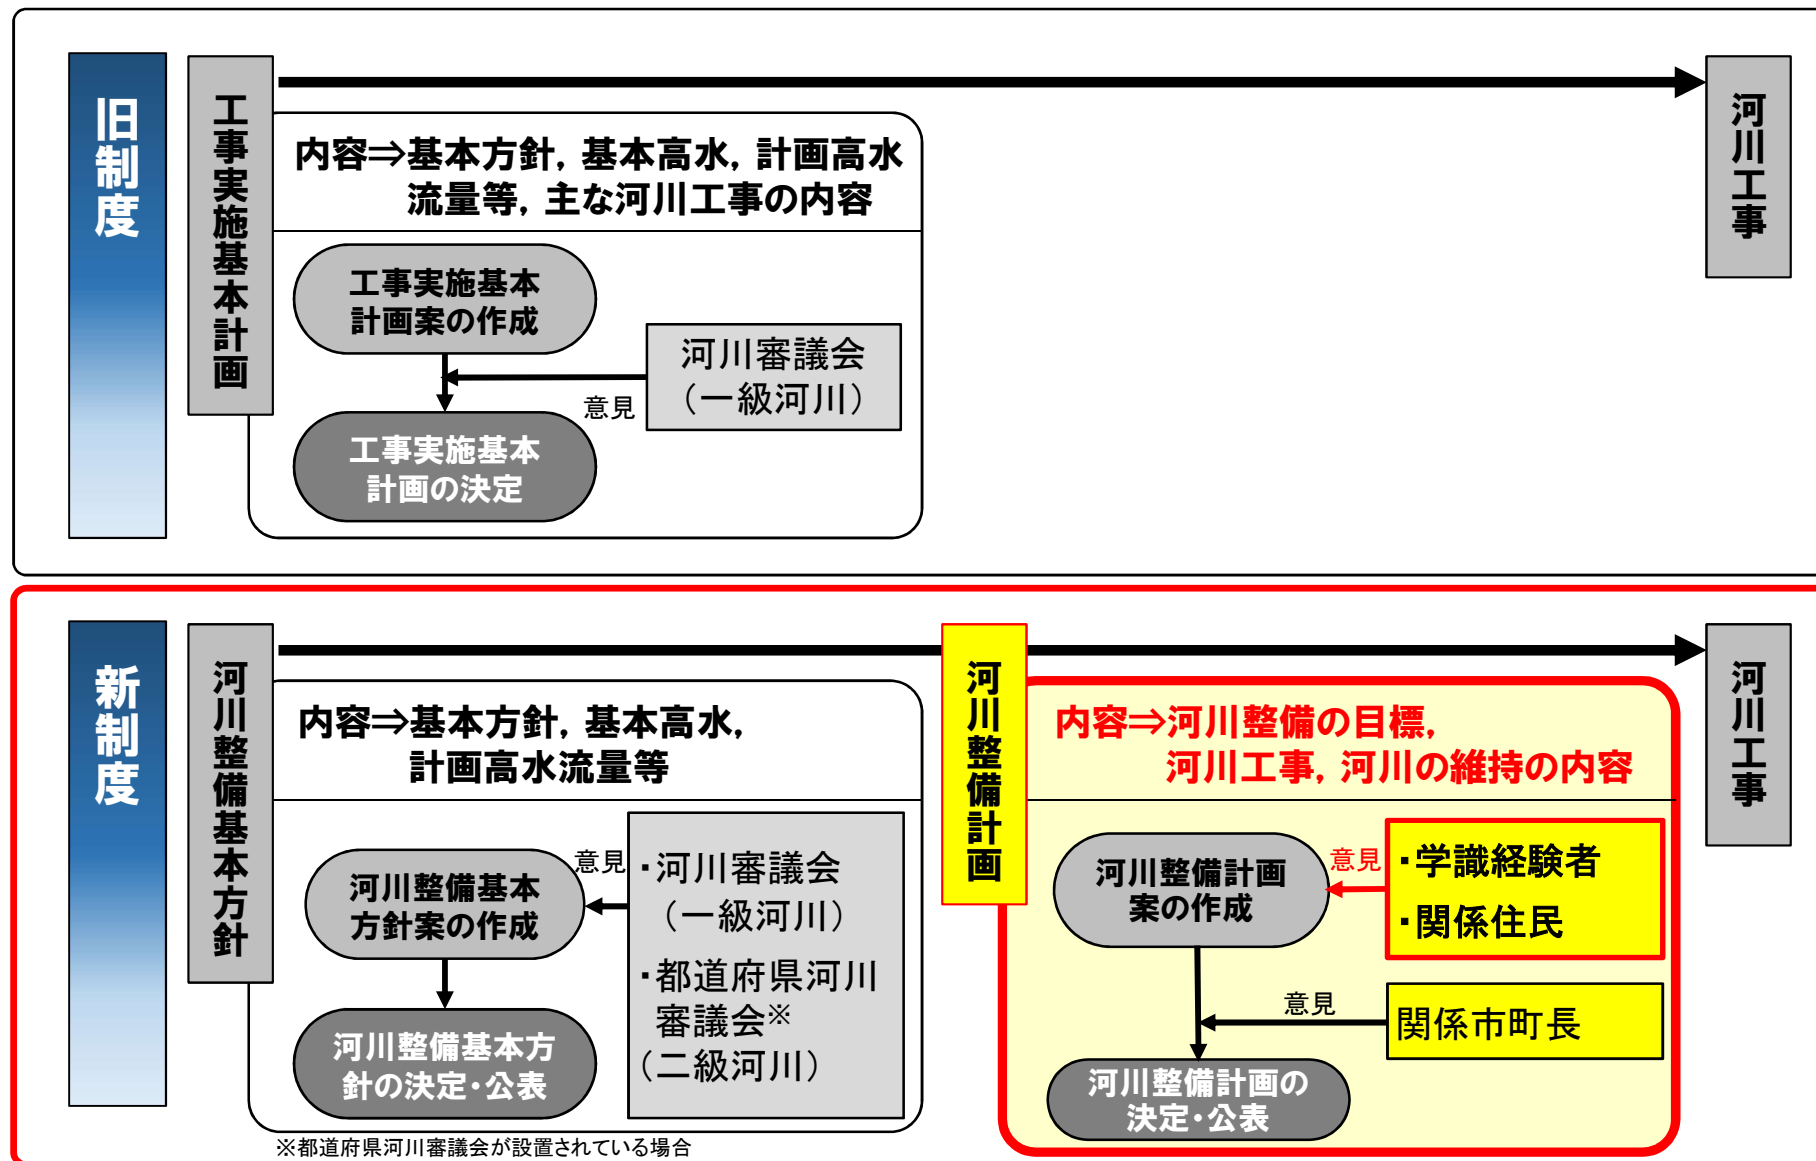 旧制度
工事実施基本計画
内容⇒基本方針，基本高水，計画高水
流量等，主な河川工事の内容
工事実施基本
計画案の作成
河川審議会
（一級河川）
意見
工事実施基本
計画の決定
河川工事
新制度
河川整備基本方針
内容⇒基本方針，基本高水，
計画高水流量等
河川整備基本
方針案の作成
意見
・河川審議会
（一級河川）
・都道府県河川
審議会※
（二級河川）
河川整備基本方
針の決定・公表
※都道府県河川審議会が設置されている場合
河川整備計画
内容⇒河川整備の目標，
河川工事，河川の維持の内容
河川整備計画
案の作成
意見
・学識経験者
・関係住民
意見
関係市町長
河川整備計画の
決定・公表
河川工事